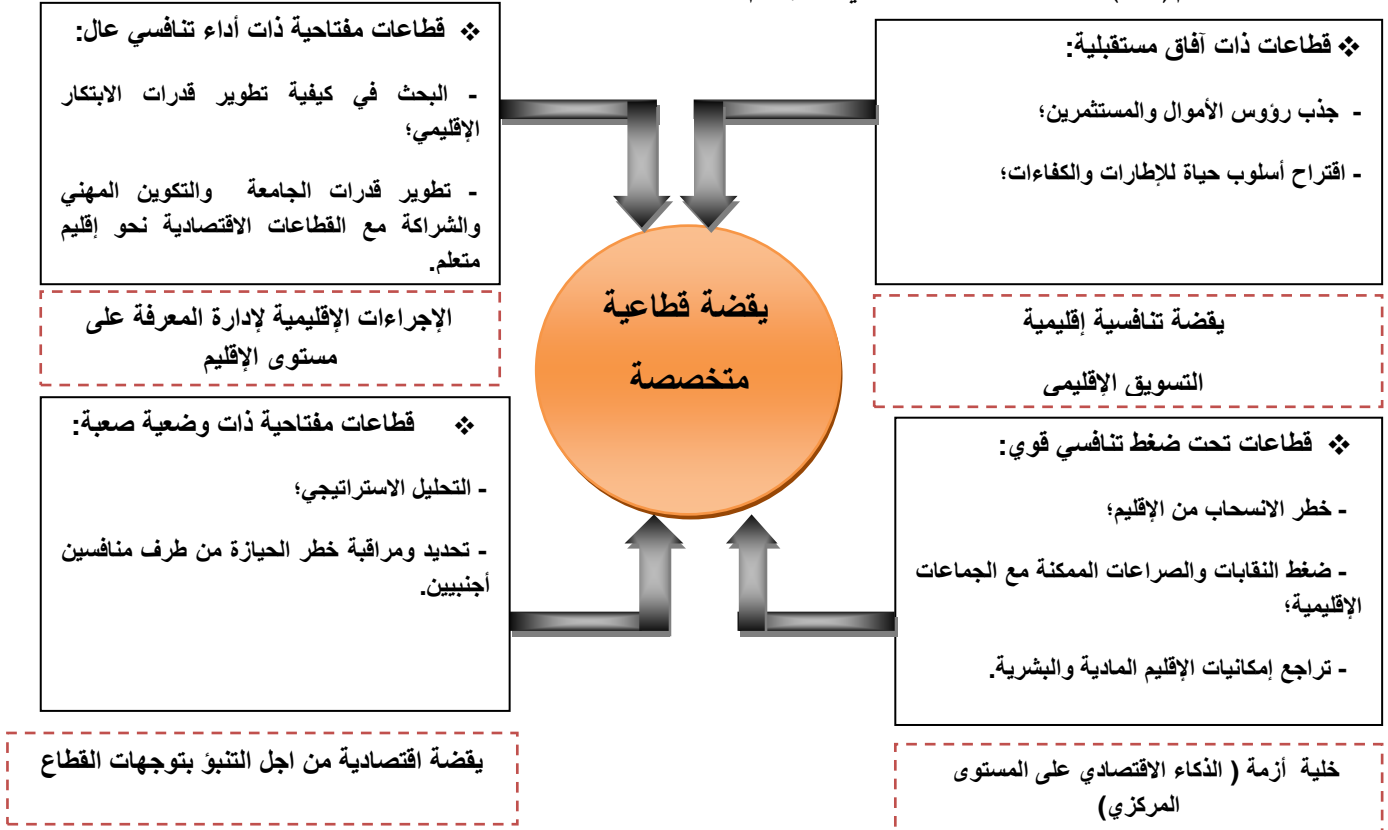 ❖ قطاعات ذات آفاق مستقبلية:
- جذب رؤوس الأموال والمستثمرين؛
- اقتراح أسلوب حياة للإطارات والكفاءات؛
يقضة تنافسية إقليمية
التسويق الإقليمي
❖ قطاعات مفتاحية ذات أداء تنافسي عال:
- البحث في كيفية تطوير قدرات الابتكار
الإقليمي؛
- تطوير قدرات الجامعة والتكوين المهني
والشراكة مع القطاعات الاقتصادية نحو إقليم
متعلم.
الإجراءات الإقليمية لإدارة المعرفة على
مستوى الإقليم
يقضة قطاعية
متخصصة
❖ قطاعات تحت ضغط تنافسي قوي:
- خطر الانسحاب من الإقليم؛
- ضغط النقابات والصراعات الممكنة مع الجماعات
الإقليمية؛
- تراجع إمكانيات الإقليم المادية والبشرية.
خلية أزمة ( الذكاء الاقتصادي على المستوى
المركزي)
❖ قطاعات مفتاحية ذات وضعية صعبة:
- التحليل الاستراتيجي؛
- تحديد ومراقبة خطر الحيازة من طرف منافسين
أجنبيين.
يقضة اقتصادية من اجل التنبؤ بتوجهات القطاع